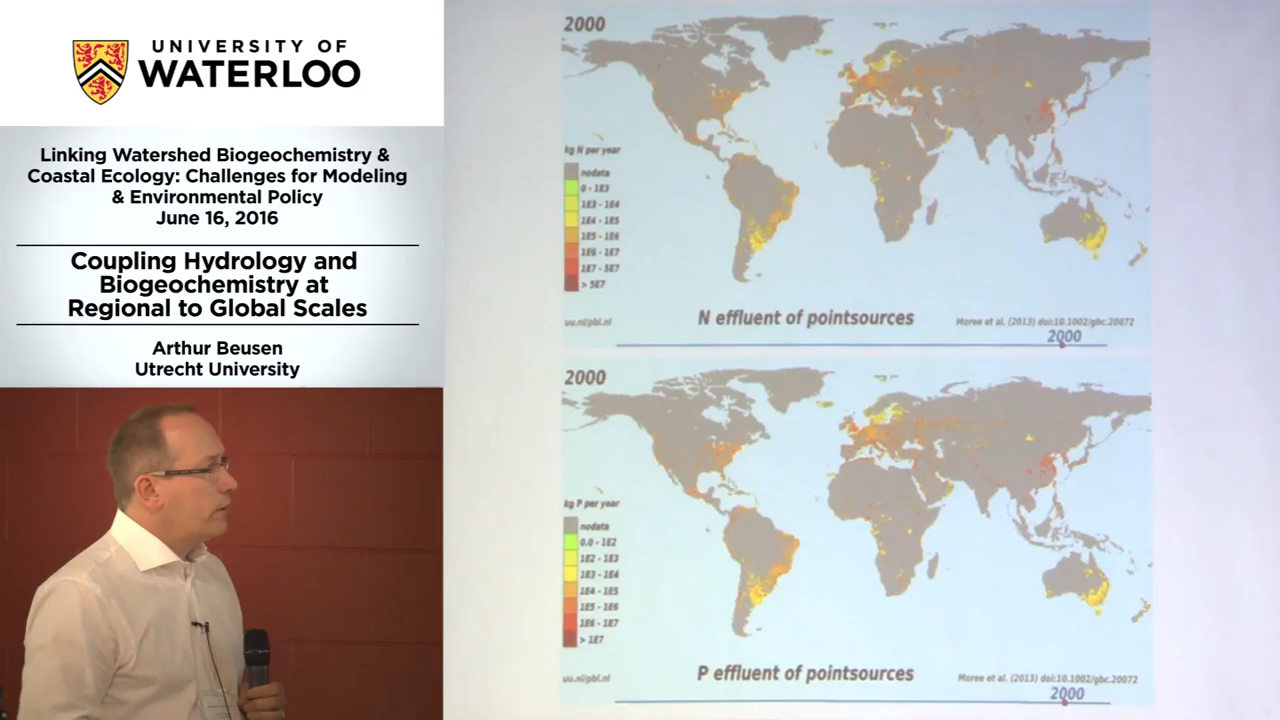 UNIVERSITY OF
WATERLOO
Linking Watershed Biogeochemistry &
Coastal Ecology: Challenges for Modeling
& Environmental Policy
June 16, 2016
Coupling Hydrology and
Biogeochemistry at
Regional to Global Scales
Arthur Beusen
Utrecht University
2000
kg N per year
nodata
0 - 1E3
1E3 - 1E4
1E4 - 1E5
1E5 - 1E6
1E6 - 1E7
1E7 - 5E7
> 5E7
uu.nl/pbl.nl
N effluent of pointsources
Moree et al. (2013) doi:10.1002/gbc.20072
2000
2000
kg P per year
nodata
0.0 - 1E2
1E2 - 1E3
1E3 - 1E4
1E4 - 1E5
1E5 - 1E6
1E6 - 1E7
> 1E7
uu.nl/pbl.nl
P effluent of pointsources
Moree et al. (2013) doi:10.1002/gbc.20072
2000